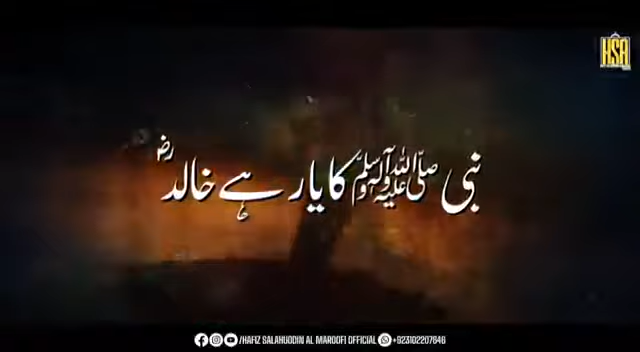 HSA
نبی صلی اللہ علیہ وآلہ وسلم کا یار ہے خالد رض
/HAFIZ SALAHUDDIN AL MAROOFI OFFICIAL +923102207646